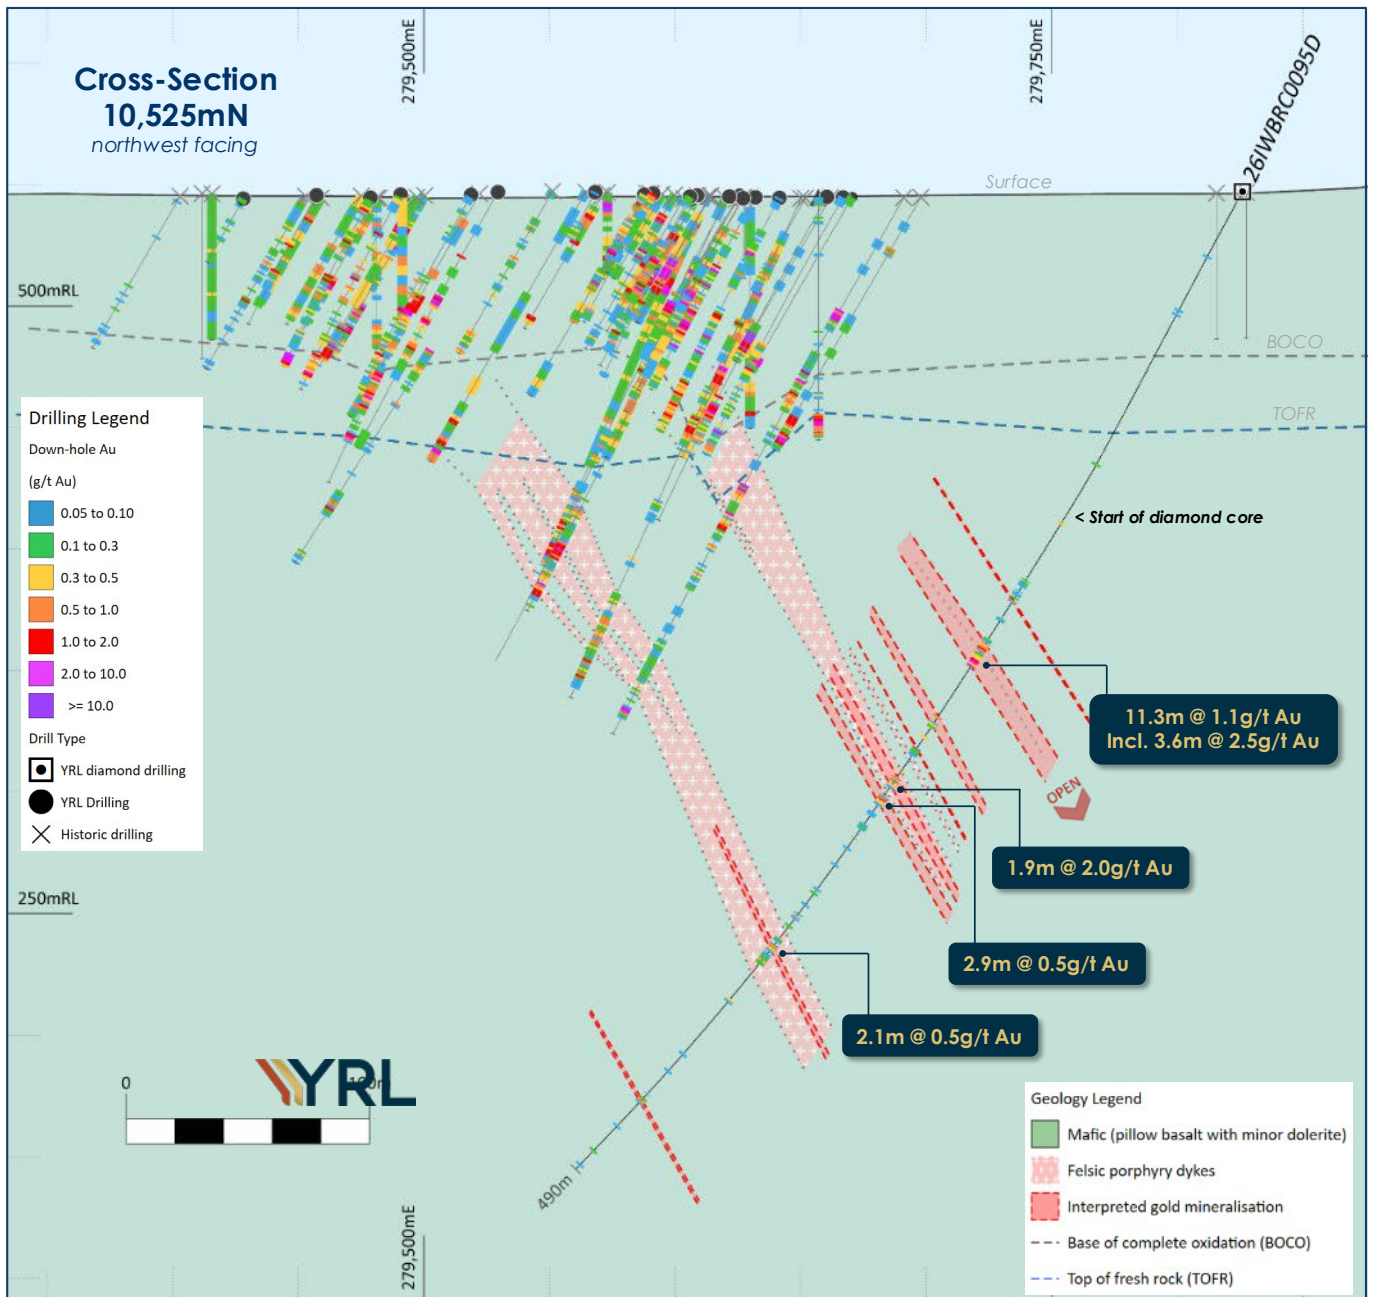 Cross-Section
10,525mN
northwest facing
279,500mE
279,750mE
26IWBRC0095D
Surface
500mRL
BOCO
TOFR
Drilling Legend
Down-hole Au
(g/t Au)
0.05 to 0.10
0.1 to 0.3
0.3 to 0.5
0.5 to 1.0
1.0 to 2.0
2.0 to 10.0
>= 10.0
Drill Type
YRL diamond drilling
YRL Drilling
Historic drilling
< Start of diamond core
11.3m @ 1.1g/t Au
Incl. 3.6m @ 2.5g/t Au
OPEN
1.9m @ 2.0g/t Au
250mRL
2.9m @ 0.5g/t Au
2.1m @ 0.5g/t Au
0
YRL
490m
279,500mE
Geology Legend
Mafic (pillow basalt with minor dolerite)
Felsic porphyry dykes
Interpreted gold mineralisation
Base of complete oxidation (BOCO)
Top of fresh rock (TOFR)